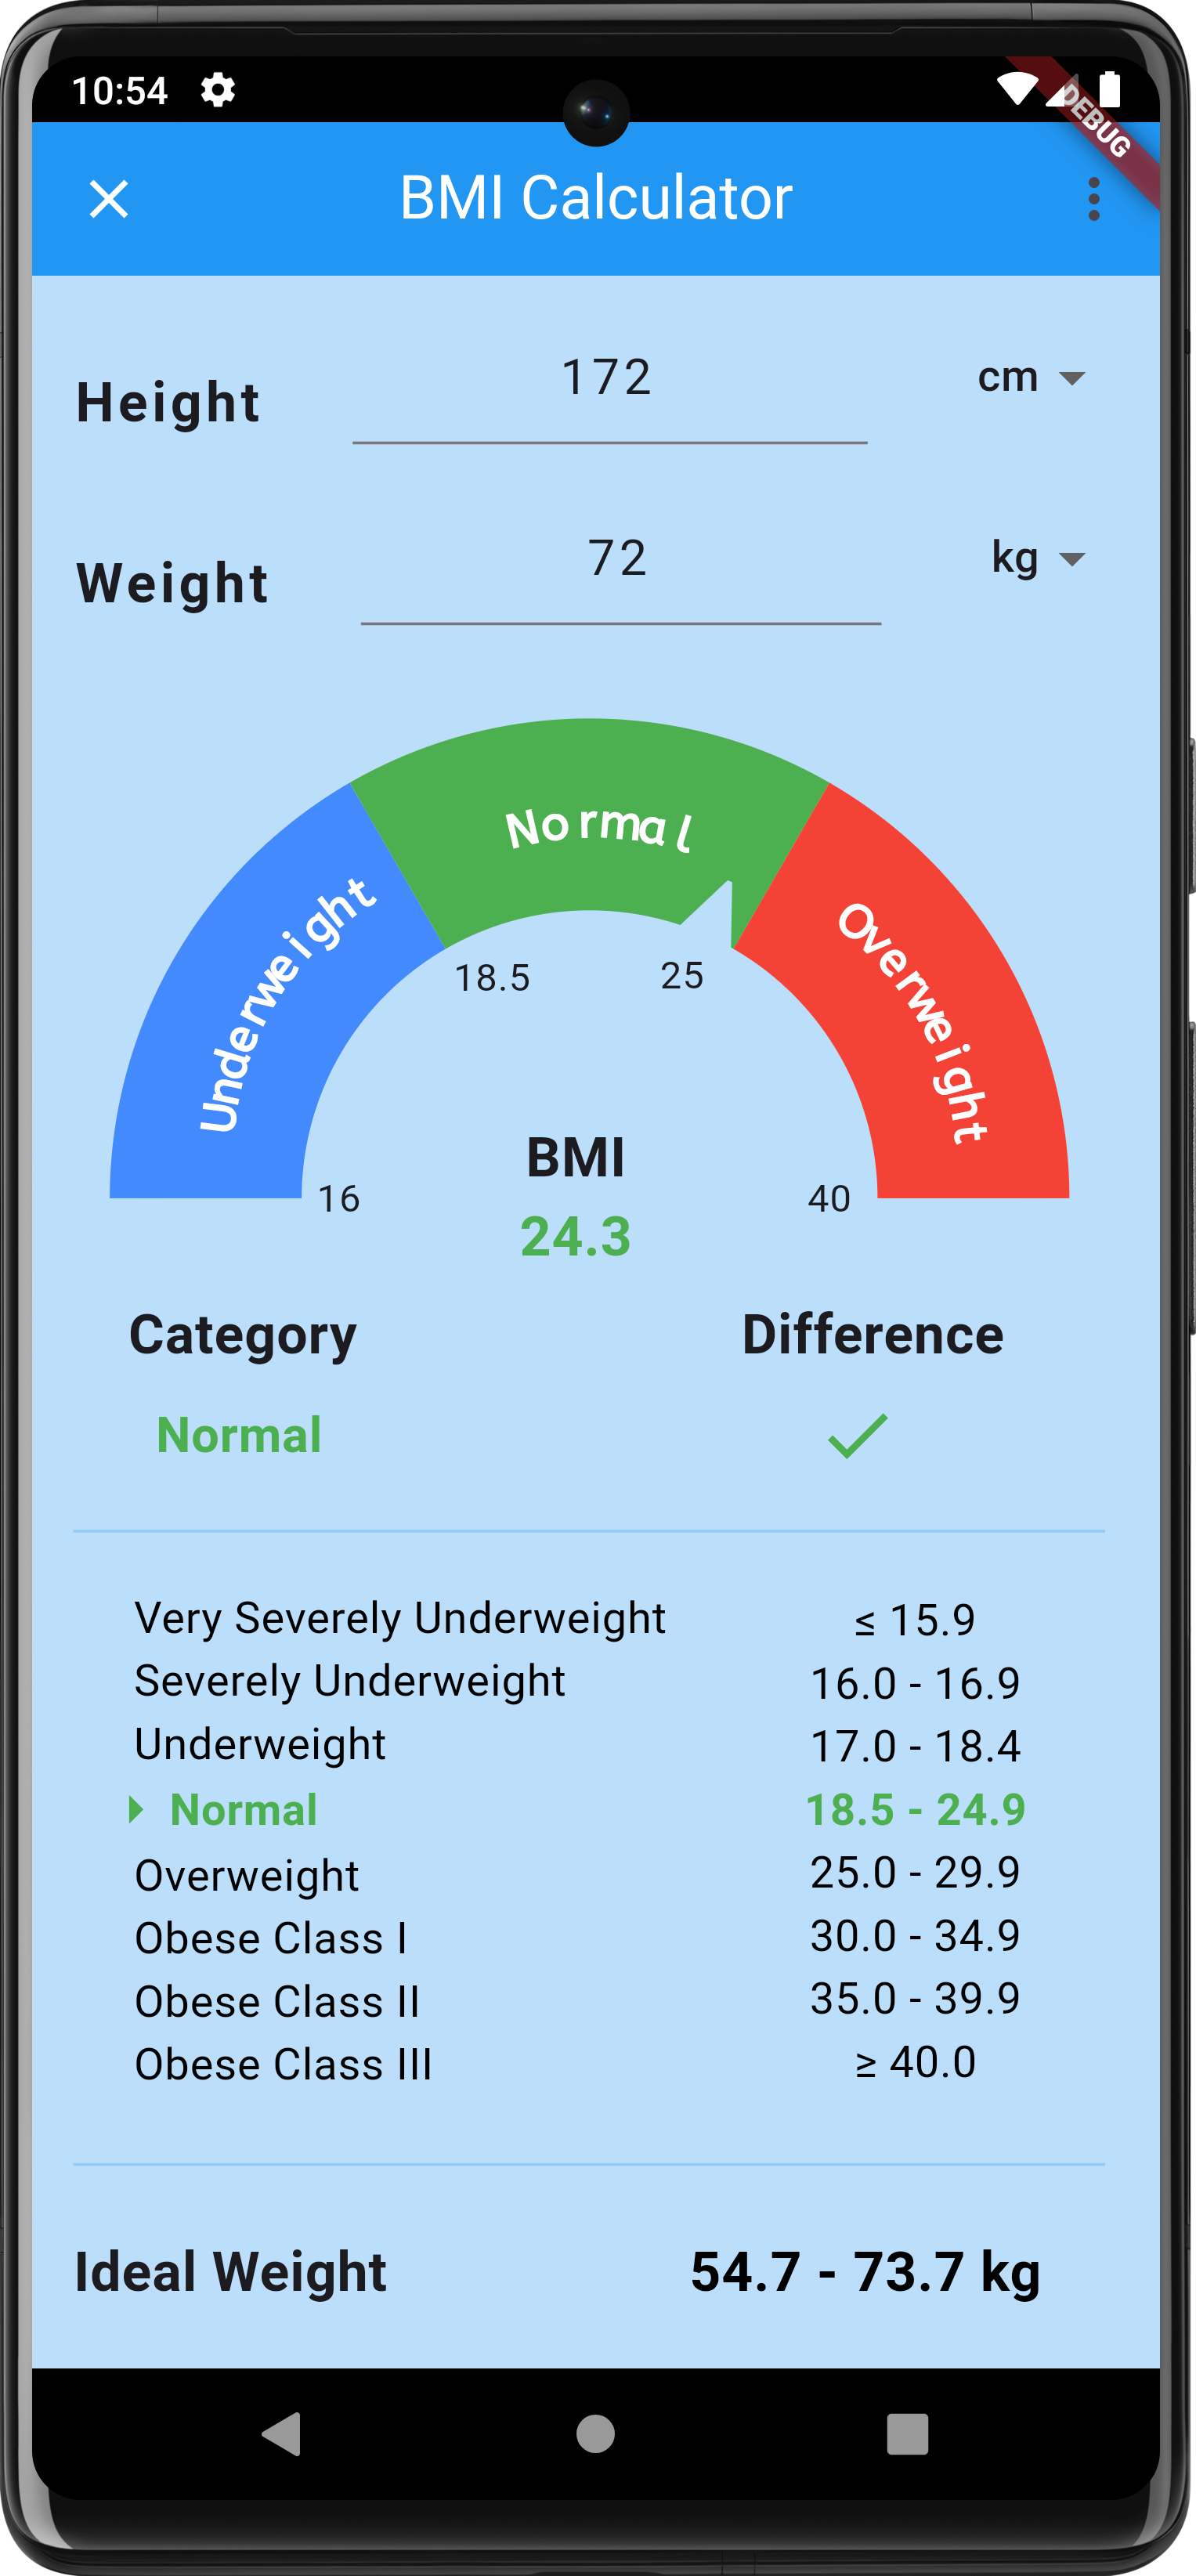 10:54
DEBUG
BMI Calculator
Height 172 cm
Weight 72 kg
Underweight Normal Overweight
18.5 25
16 40
BMI
24.3
Category Difference
Normal
Very Severely Underweight ≤ 15.9
Severely Underweight 16.0 - 16.9
Underweight 17.0 - 18.4
Normal 18.5 - 24.9
Overweight 25.0 - 29.9
Obese Class I 30.0 - 34.9
Obese Class II 35.0 - 39.9
Obese Class III ≥ 40.0
Ideal Weight 54.7 - 73.7 kg